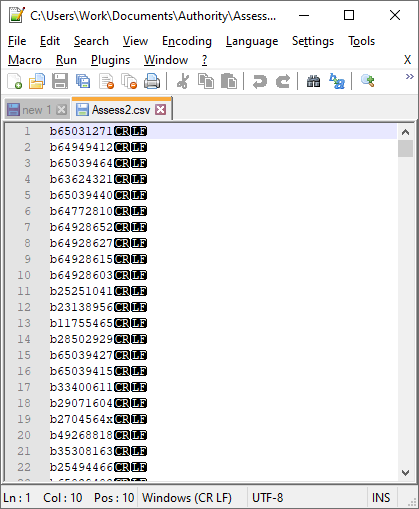 C:\Users\Work\Documents\Authority\Assess...
File Edit Search View Encoding Language Settings Tools
Macro Run Plugins Window ? X
new 1 Assess2.csv
1 b65031271CRLF
2 b64949412CRLF
3 b65039464CRLF
4 b63624321CRLF
5 b65039440CRLF
6 b64772810CRLF
7 b64928652CRLF
8 b64928627CRLF
9 b64928615CRLF
10 b64928603CRLF
11 b25251041CRLF
12 b23138956CRLF
13 b11755465CRLF
14 b28502929CRLF
15 b65039427CRLF
16 b65039415CRLF
17 b33400611CRLF
18 b29071604CRLF
19 b2704564xCRLF
20 b49268818CRLF
21 b35308163CRLF
22 b25494466CRLF
Ln : 1 Col : 10 Pos : 10 Windows (CR LF) UTF-8 INS